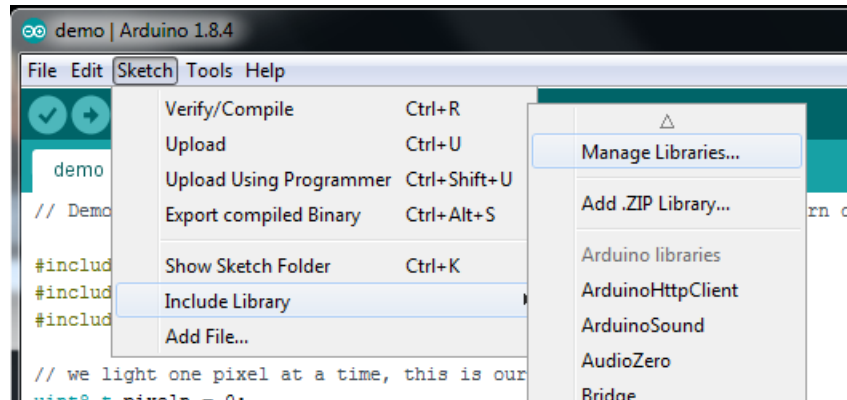 demo | Arduino 1.8.4
File Edit Sketch Tools Help
Verify/Compile Ctrl+R
Upload Ctrl+U
Upload Using Programmer Ctrl+Shift+U
Export compiled Binary Ctrl+Alt+S
Show Sketch Folder Ctrl+K
Include Library
Add File...
Manage Libraries...
Add .ZIP Library...
Arduino libraries
ArduinoHttpClient
ArduinoSound
AudioZero
Bridge
demo
// Demo
#includ
#includ
#includ
// we light one pixel at a time, this is our